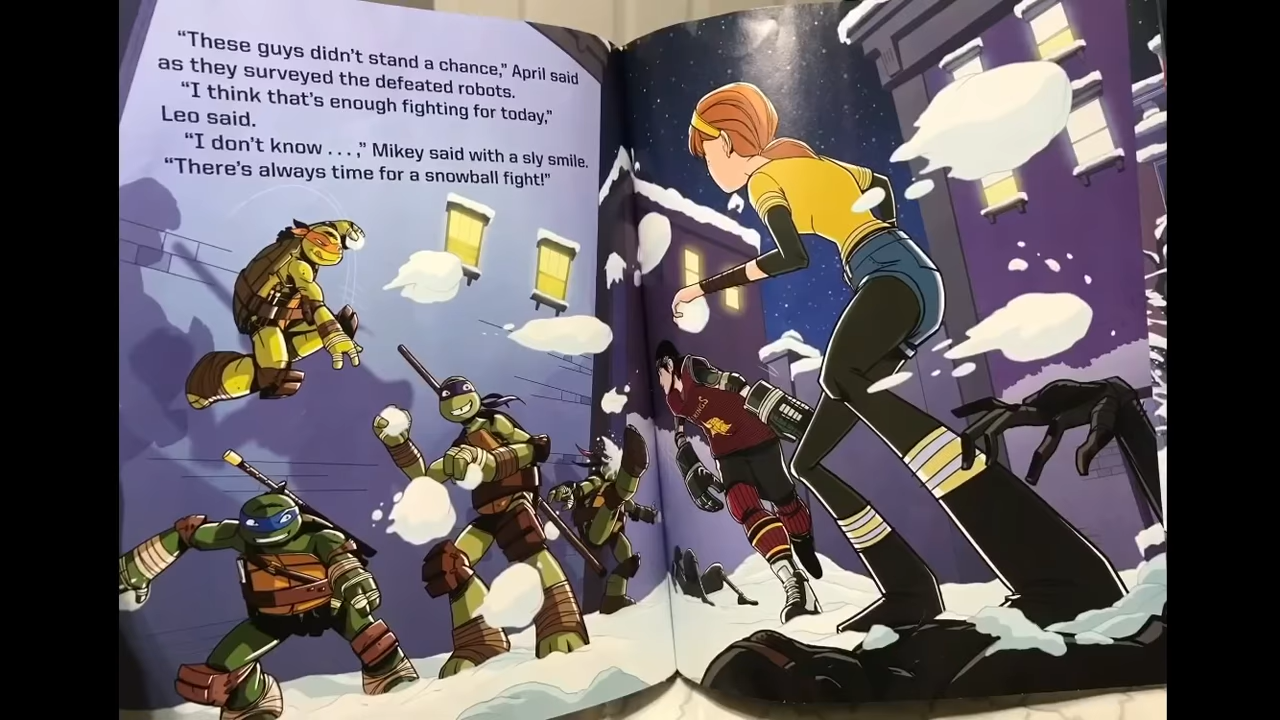 “These guys didn’t stand a chance,” April said
as they surveyed the defeated robots.
“I think that’s enough fighting for today,”
Leo said.
“I don’t know . . . ,” Mikey said with a sly smile.
“There’s always time for a snowball fight!”
VIKINGS